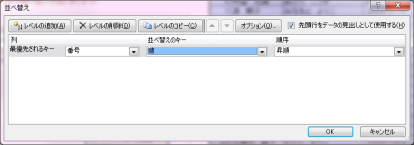 並べ替え
レベルの追加(A) レベルの削除(D) レベルのコピー(C) オプション(O)... 先頭行をデータの見出しとして使用する(H)
列 並べ替えのキー 順序
最優先されるキー 番号 値 昇順
OK キャンセル